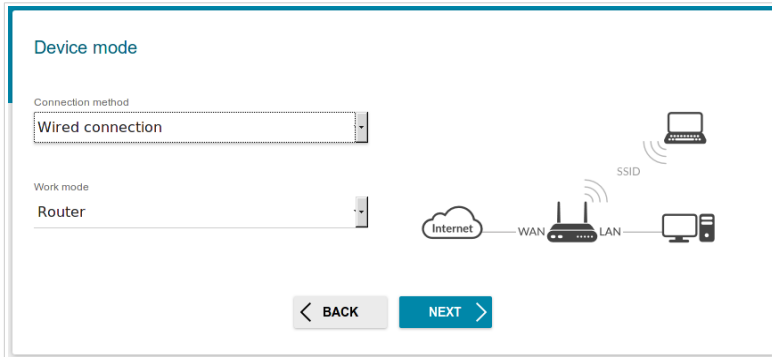 Device mode
Connection method
Wired connection
SSID
Work mode
Router
Internet
WAN
LAN
BACK
NEXT